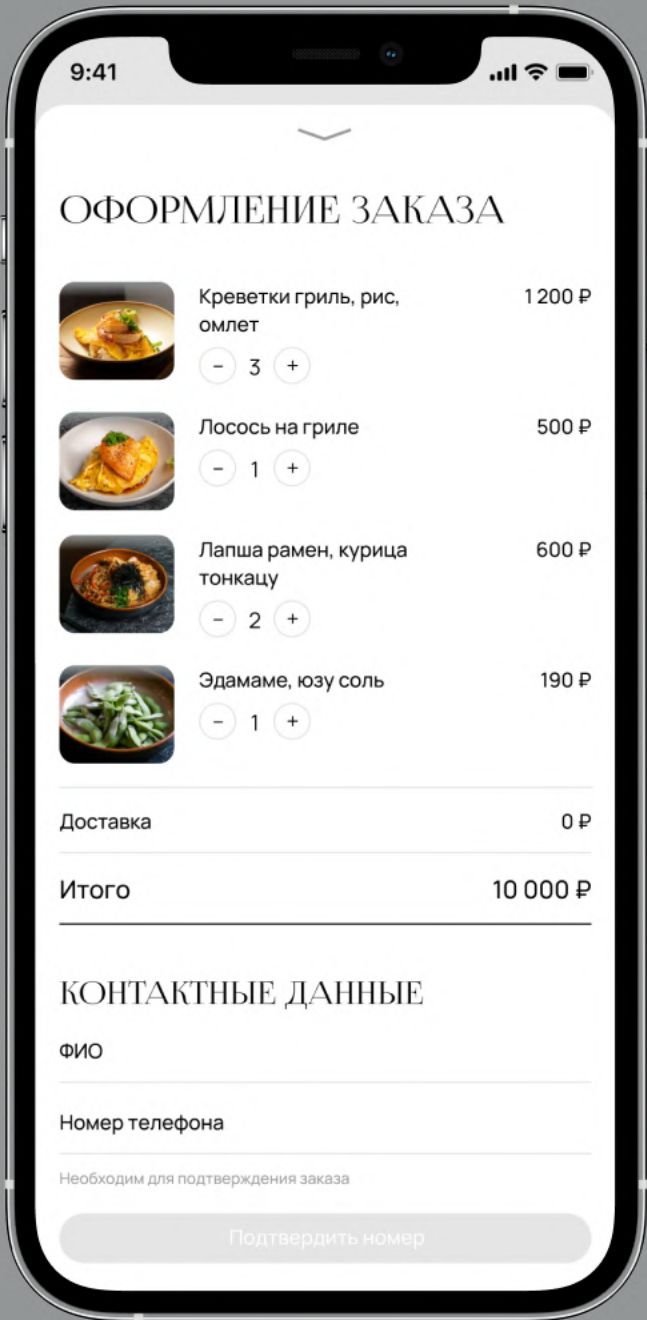 9:41
ОФОРМЛЕНИЕ ЗАКАЗА
Креветки гриль, рис, 1 200 ₽
омлет
− 3 +
Лосось на гриле 500 ₽
− 1 +
Лапша рамен, курица 600 ₽
тонкацу
− 2 +
Эдамаме, юзу соль 190 ₽
− 1 +
Доставка 0 ₽
Итого 10 000 ₽
КОНТАКТНЫЕ ДАННЫЕ
ФИО
Номер телефона
Необходим для подтверждения заказа
Подтвердить номер